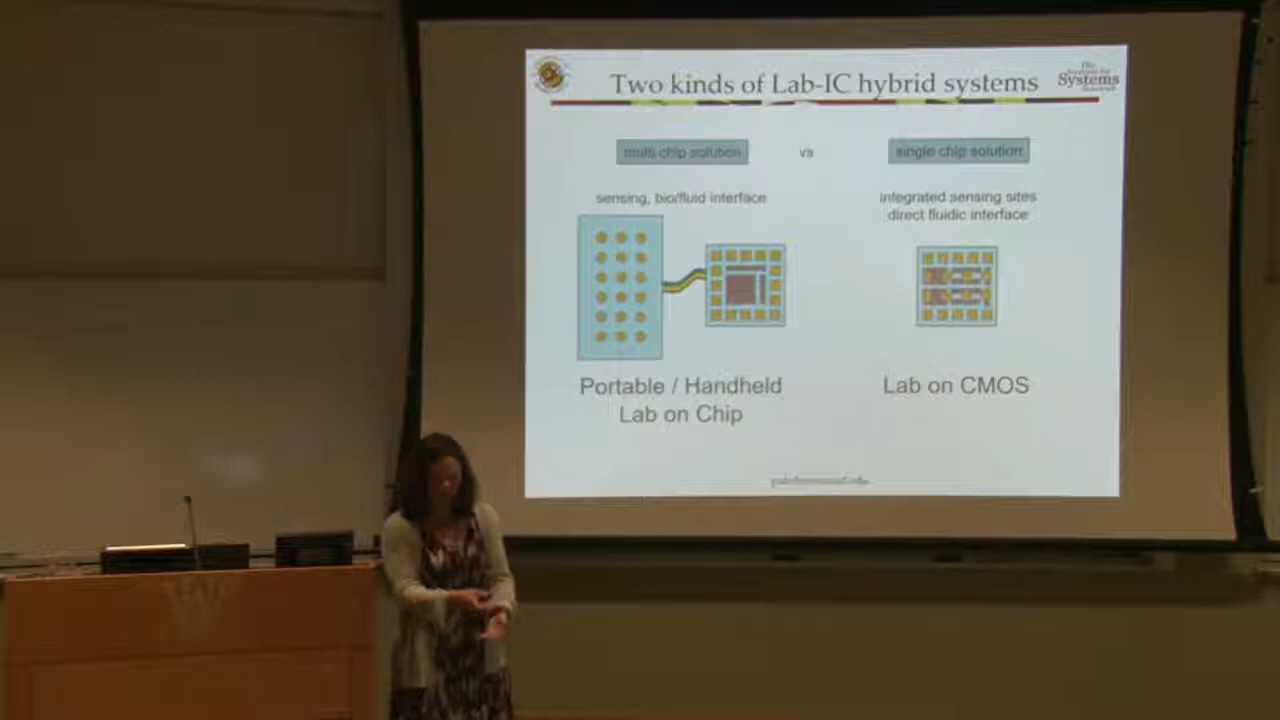 Two kinds of Lab-IC hybrid systems
The
Systems
multi chip solution
vs
single chip solution
sensing, bio/fluid interface
integrated sensing sites
direct fluidic interface
Portable / Handheld
Lab on Chip
Lab on CMOS
W